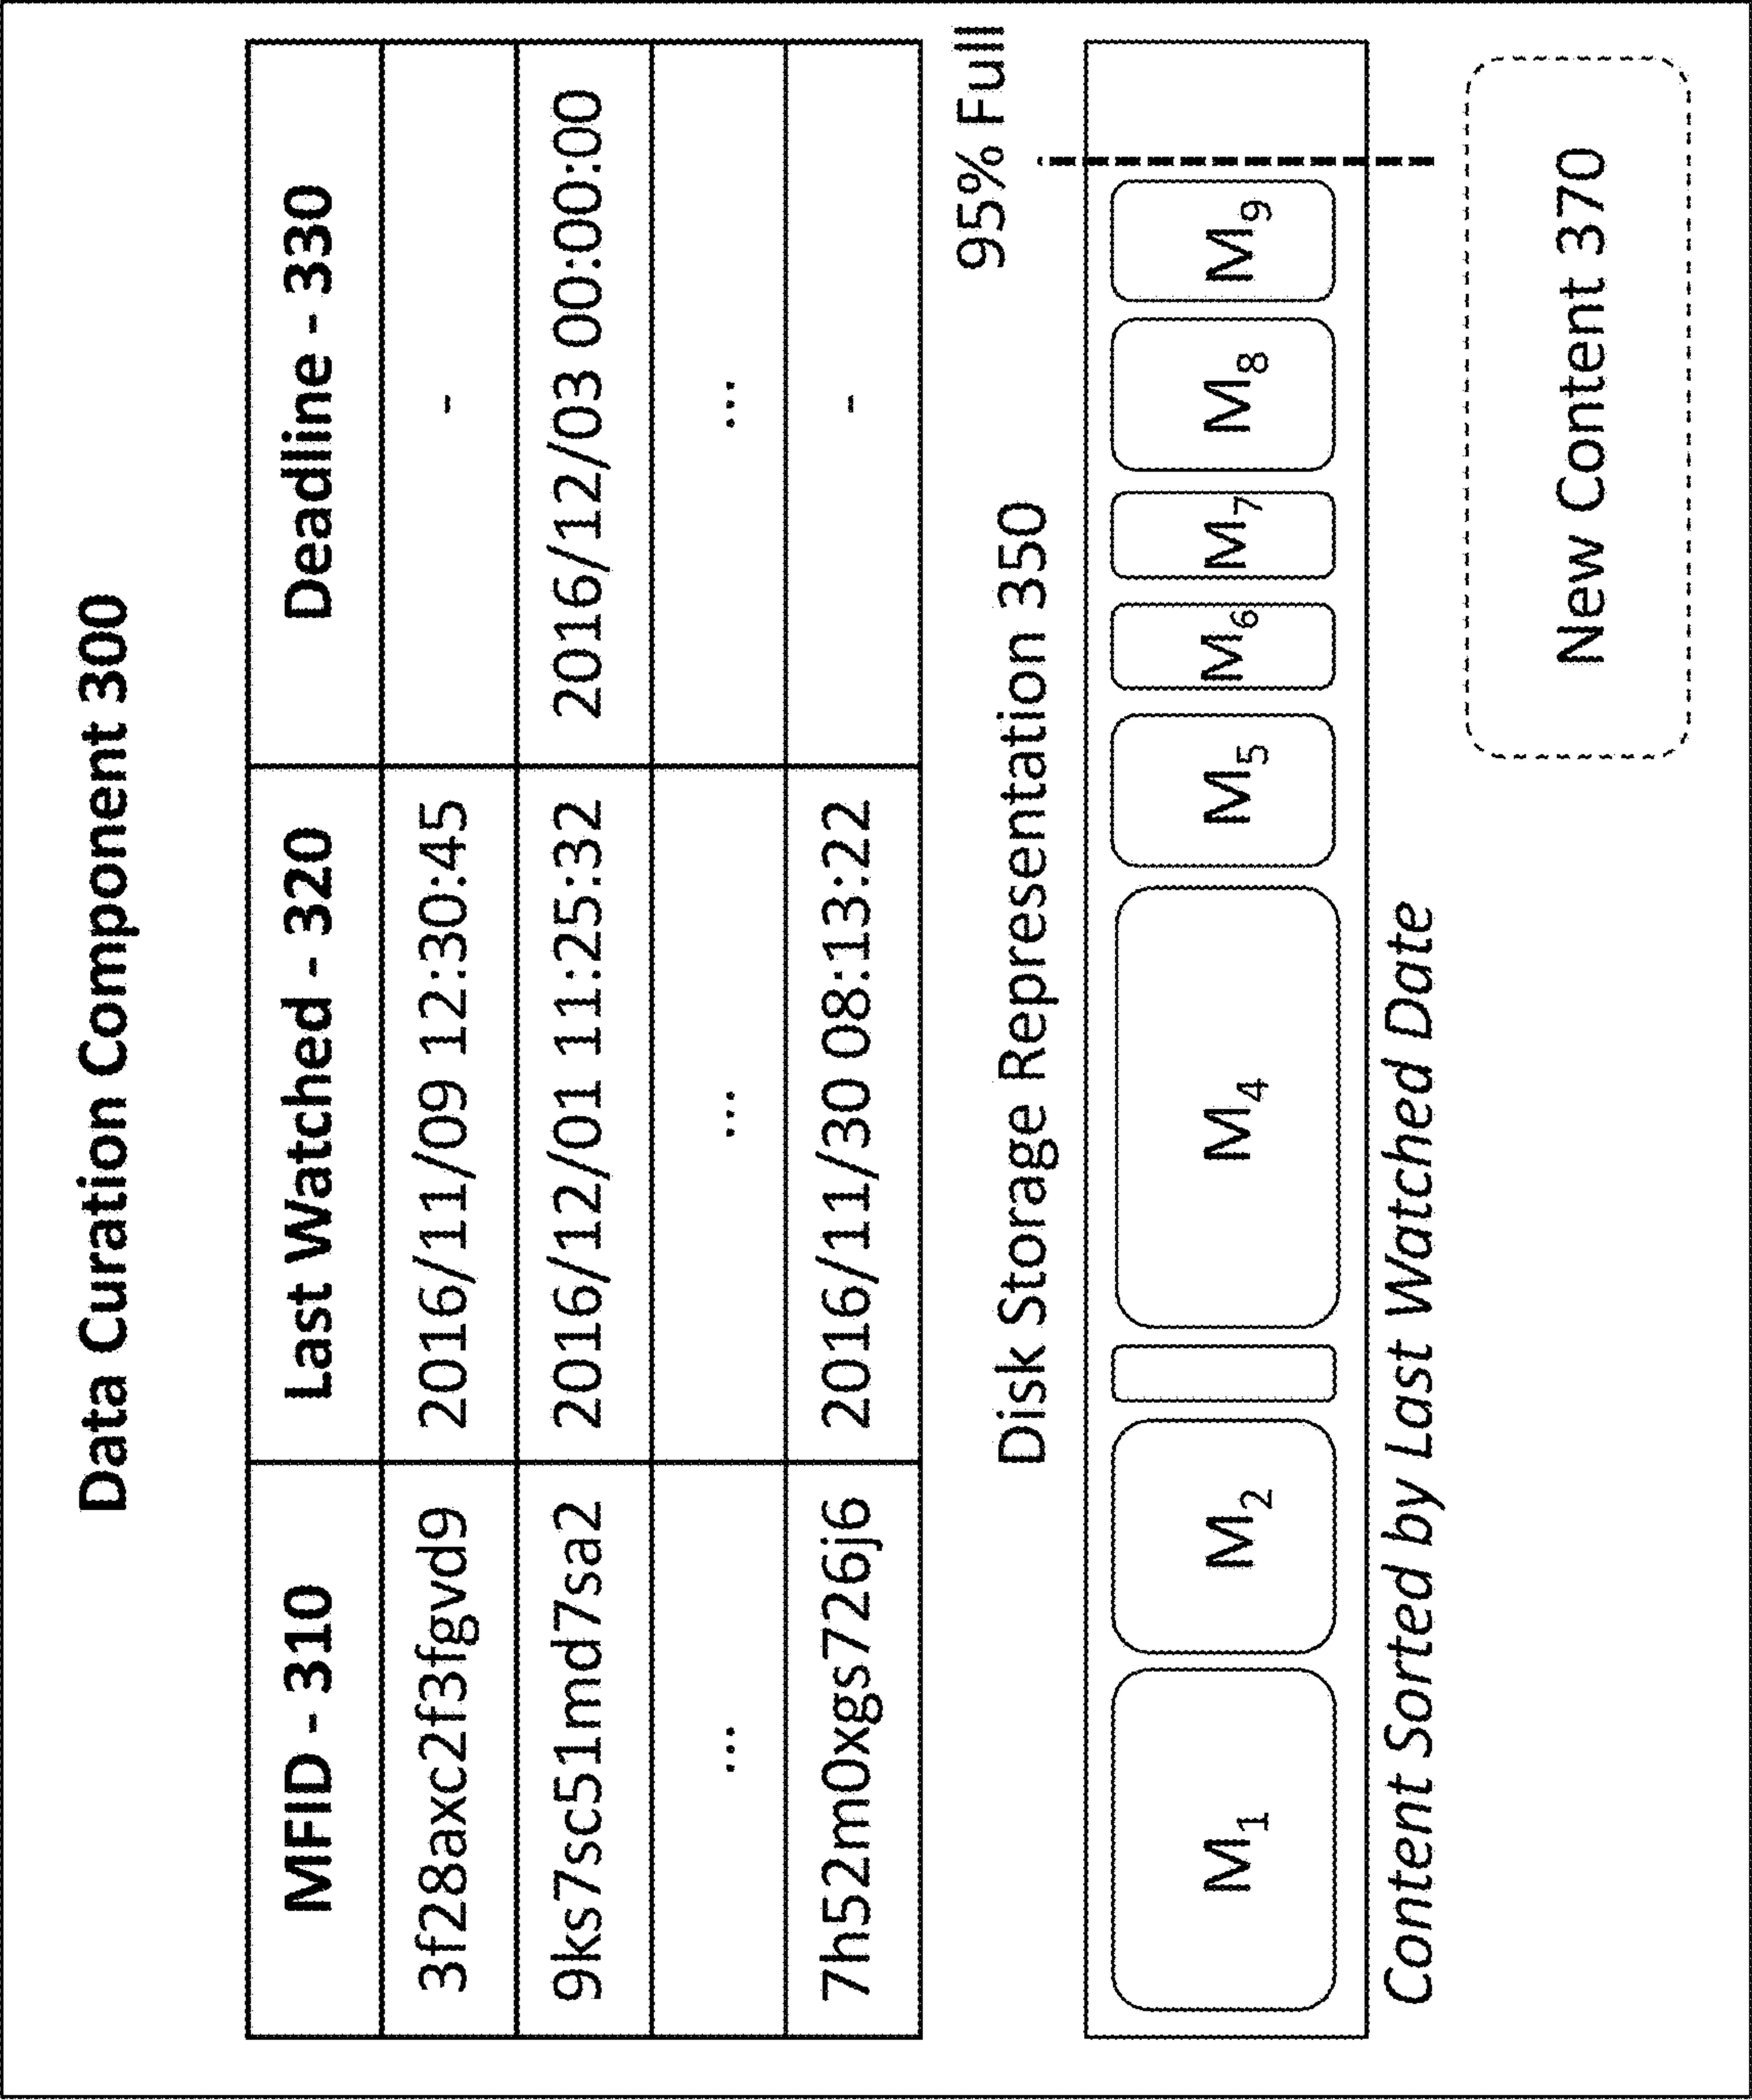 Data Curation Component 300
MFID - 310 Last Watched - 320 Deadline - 330
3f28axc2f3fgvd9 2016/11/09 12:30:45 -
9ks7sc51md7sa2 2016/12/01 11:25:32 2016/12/03 00:00:00
... ... ...
7h52m0xgs726j6 2016/11/30 08:13:22 -
95% Full
Disk Storage Representation 350
M1 M2 M4 M5 M6 M7 M8 M9
Content Sorted by Last Watched Date
New Content 370